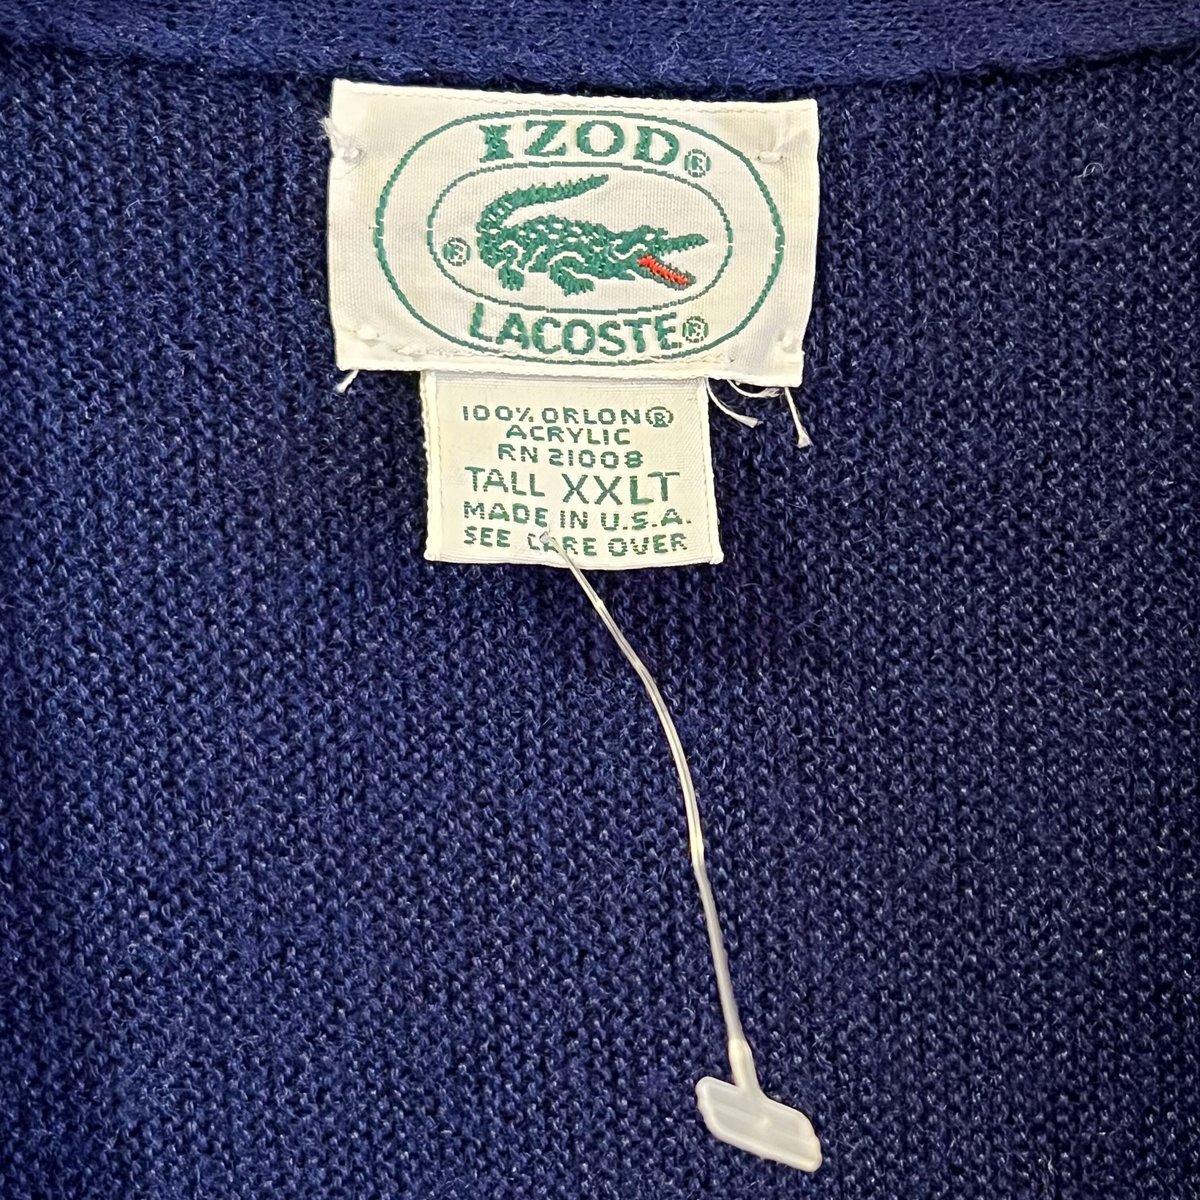 IZOD®
®
LACOSTE®
100% ORLON®
ACRYLIC
RN 21008
TALL XXLT
MADE IN U.S.A.
SEE CARE OVER